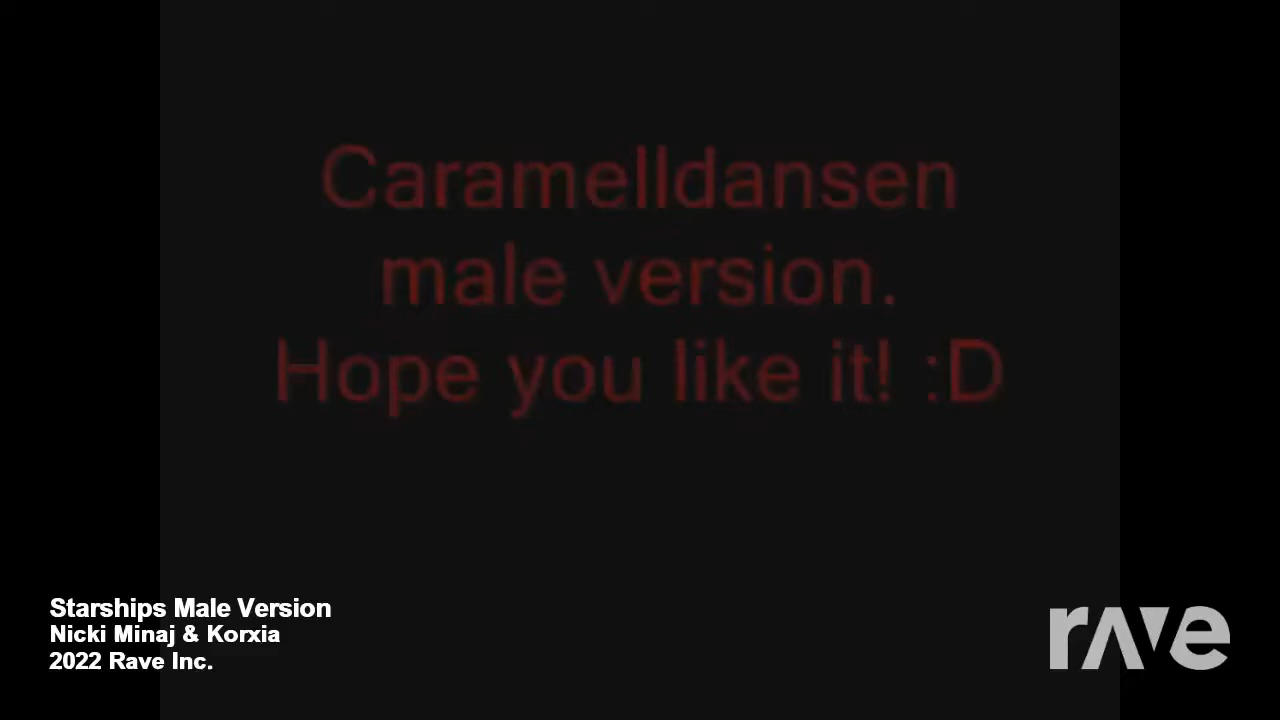 Caramelldansen
male version.
Hope you like it! :D
Starships Male Version
Nicki Minaj & Korxia
2022 Rave Inc.
rave